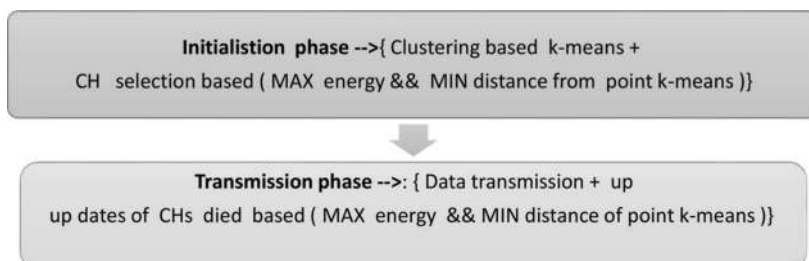 Initialistion phase -->{ Clustering based k-means +
CH selection based ( MAX energy && MIN distance from point k-means )}
Transmission phase -->: { Data transmission + up
up dates of CHs died based ( MAX energy && MIN distance of point k-means )}